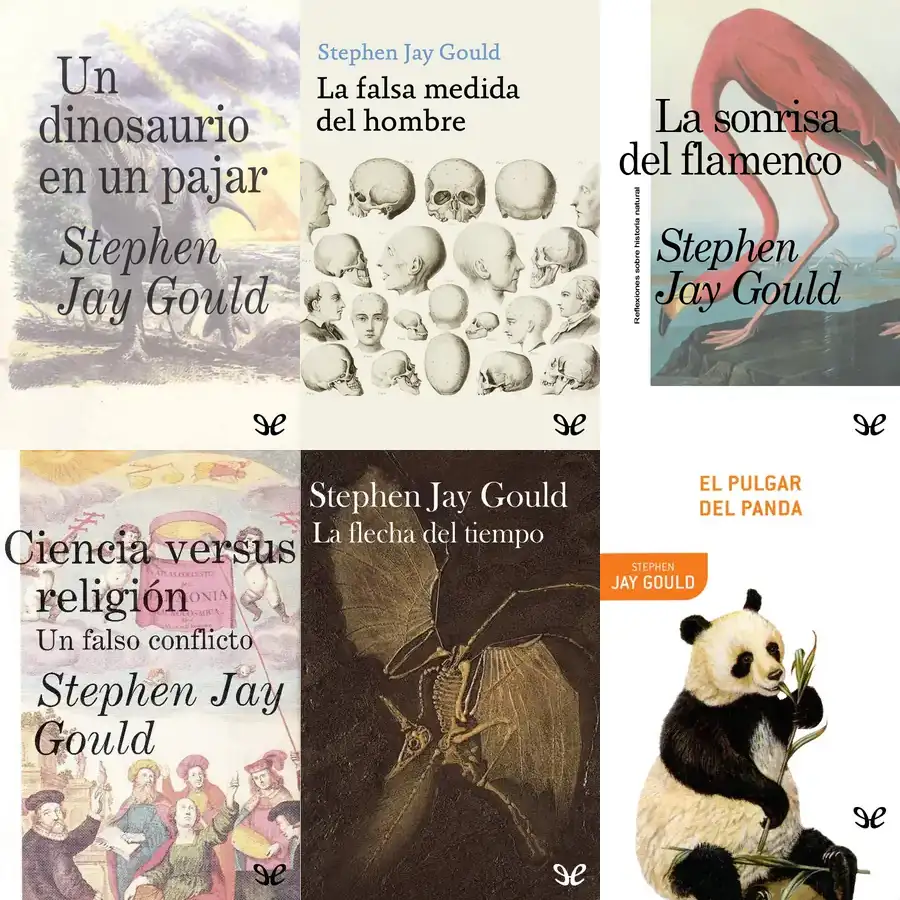 Un
dinosaurio
en un pajar
Stephen
Jay Gould
Stephen Jay Gould
La falsa medida
del hombre
La sonrisa
del flamenco
Reflexiones sobre historia natural
Stephen
Jay Gould
Ciencia versus
religión
Un falso conflicto
Stephen Jay
Gould
Stephen Jay Gould
La flecha del tiempo
EL PULGAR
DEL PANDA
STEPHEN
JAY GOULD